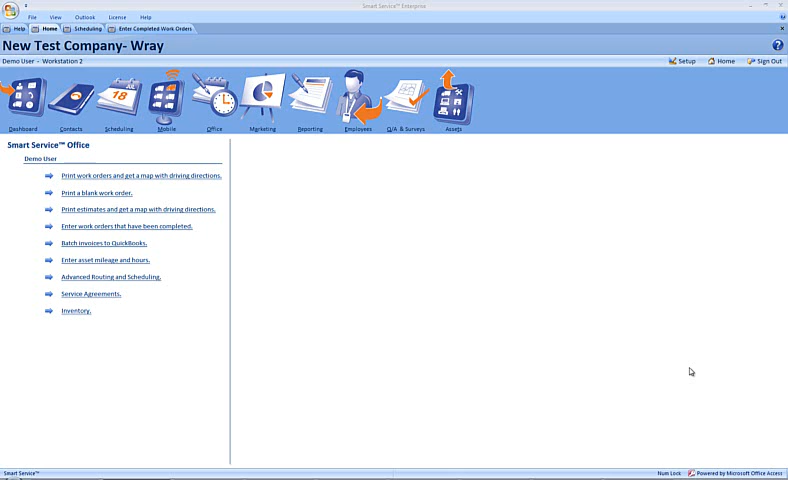 Smart Service™ Enterprise
File View Outlook License Help
Help Home Scheduling Enter Completed Work Orders
New Test Company- Wray
Demo User - Workstation 2
Setup Home Sign Out
JUL
18
Dashboard Contacts Scheduling Mobile Office Marketing Reporting Employees Q/A & Surveys Assets
Smart Service™ Office
Demo User
Print work orders and get a map with driving directions.
Print a blank work order.
Print estimates and get a map with driving directions.
Enter work orders that have been completed.
Batch invoices to QuickBooks.
Enter asset mileage and hours.
Advanced Routing and Scheduling.
Service Agreements.
Inventory.
Smart Service™
Num Lock Powered by Microsoft Office Access